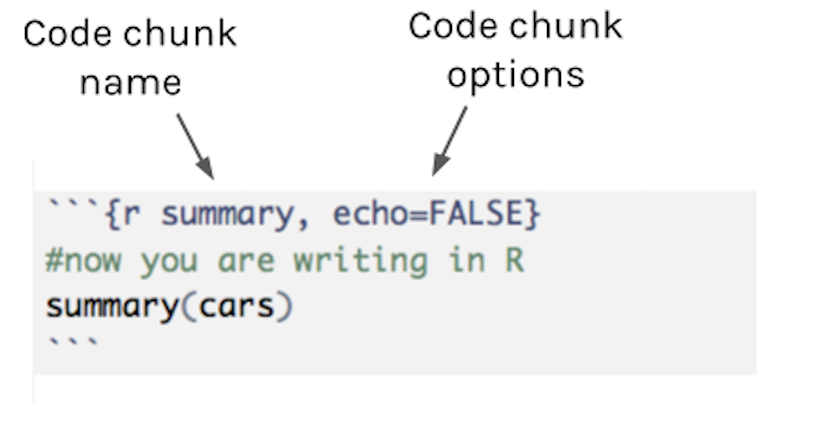 Code chunk
name
Code chunk
options
```{r summary, echo=FALSE}
#now you are writing in R
summary(cars)
```